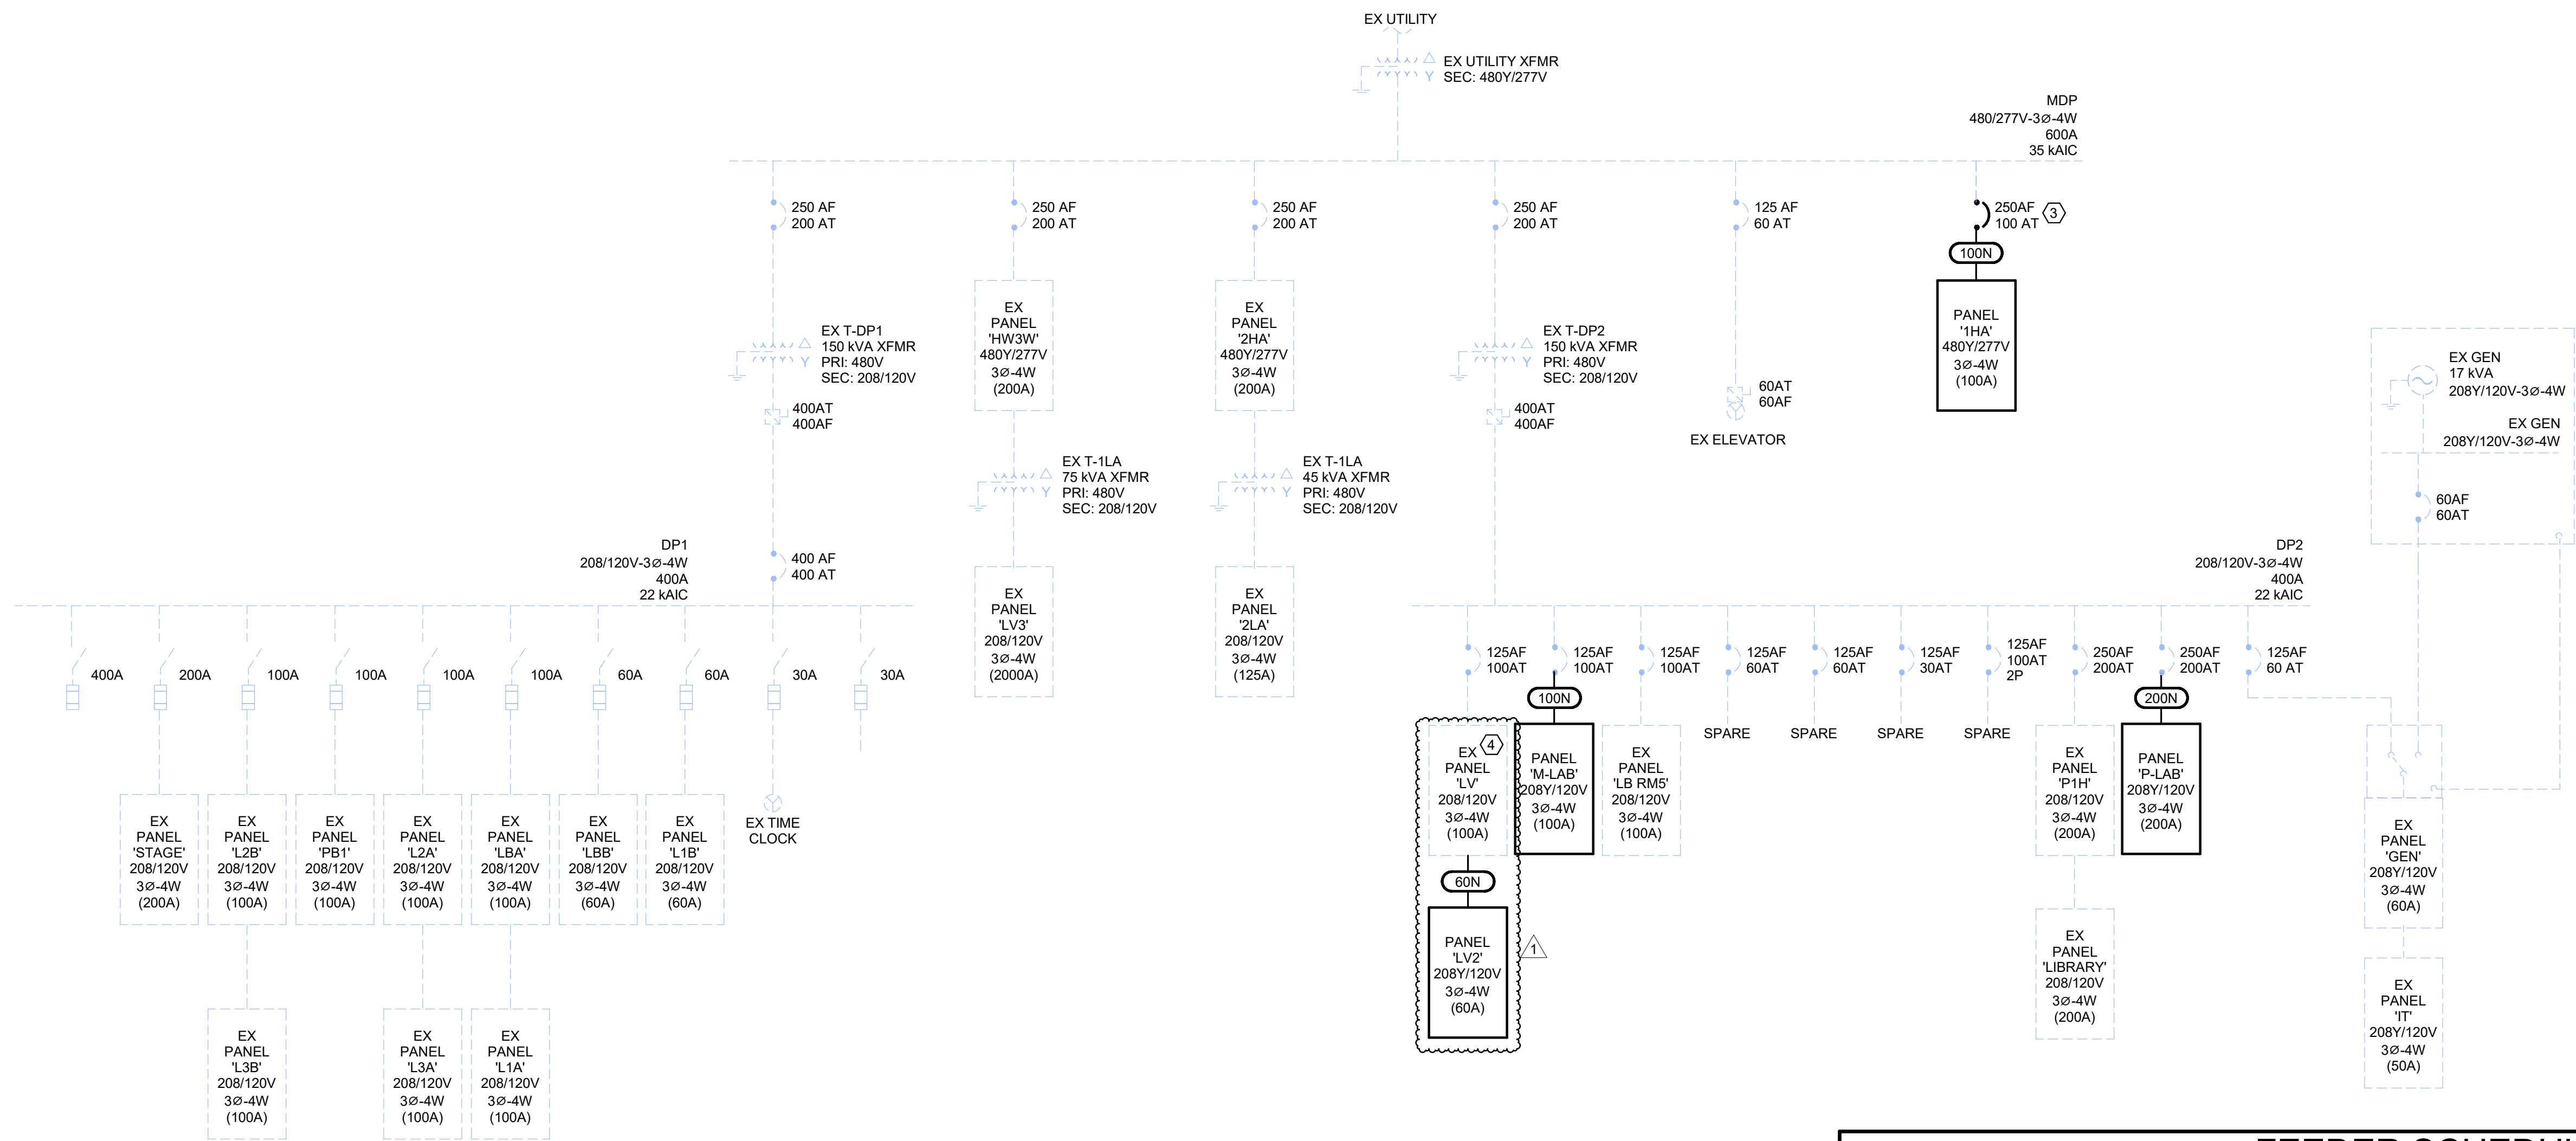 EX UTILITY
EX UTILITY XFMR
SEC: 480Y/277V
MDP
480/277V-3Ø-4W
600A
35 kAIC
250 AF
200 AT
250 AF
200 AT
250 AF
200 AT
250 AF
200 AT
125 AF
60 AT
250AF
100 AT
3
100N
PANEL
'1HA'
480Y/277V
3Ø-4W
(100A)
EX T-DP1
150 kVA XFMR
PRI: 480V
SEC: 208/120V
400AT
400AF
EX
PANEL
'HW3W'
480Y/277V
3Ø-4W
(200A)
EX
PANEL
'2HA'
480Y/277V
3Ø-4W
(200A)
EX T-DP2
150 kVA XFMR
PRI: 480V
SEC: 208/120V
400AT
400AF
60AT
60AF
EX ELEVATOR
EX GEN
17 kVA
208Y/120V-3Ø-4W
EX GEN
208Y/120V-3Ø-4W
60AF
60AT
EX T-1LA
75 kVA XFMR
PRI: 480V
SEC: 208/120V
EX T-1LA
45 kVA XFMR
PRI: 480V
SEC: 208/120V
DP1
208/120V-3Ø-4W
400A
22 kAIC
400 AF
400 AT
EX
PANEL
'LV3'
208/120V
3Ø-4W
(2000A)
EX
PANEL
'2LA'
208/120V
3Ø-4W
(125A)
DP2
208/120V-3Ø-4W
400A
22 kAIC
400A
200A
100A
100A
100A
100A
60A
60A
30A
30A
125AF
100AT
125AF
100AT
125AF
100AT
125AF
60AT
125AF
60AT
125AF
30AT
125AF
100AT
2P
250AF
200AT
250AF
200AT
125AF
60 AT
100N
200N
EX
PANEL
'LV'
208/120V
3Ø-4W
(100A)
4
PANEL
'M-LAB'
208Y/120V
3Ø-4W
(100A)
EX
PANEL
'LB RM5'
208/120V
3Ø-4W
(100A)
SPARE
SPARE
SPARE
SPARE
EX
PANEL
'P1H'
208/120V
3Ø-4W
(200A)
PANEL
'P-LAB'
208Y/120V
3Ø-4W
(200A)
EX
PANEL
'STAGE'
208/120V
3Ø-4W
(200A)
EX
PANEL
'L2B'
208/120V
3Ø-4W
(100A)
EX
PANEL
'PB1'
208/120V
3Ø-4W
(100A)
EX
PANEL
'L2A'
208/120V
3Ø-4W
(100A)
EX
PANEL
'LBA'
208/120V
3Ø-4W
(100A)
EX
PANEL
'LBB'
208/120V
3Ø-4W
(60A)
EX
PANEL
'L1B'
208/120V
3Ø-4W
(60A)
EX TIME
CLOCK
60N
PANEL
'LV2'
208Y/120V
3Ø-4W
(60A)
1
EX
PANEL
'LIBRARY'
208/120V
3Ø-4W
(200A)
EX
PANEL
'GEN'
208Y/120V
3Ø-4W
(60A)
EX
PANEL
'IT'
208Y/120V
3Ø-4W
(50A)
EX
PANEL
'L3B'
208/120V
3Ø-4W
(100A)
EX
PANEL
'L3A'
208/120V
3Ø-4W
(100A)
EX
PANEL
'L1A'
208/120V
3Ø-4W
(100A)